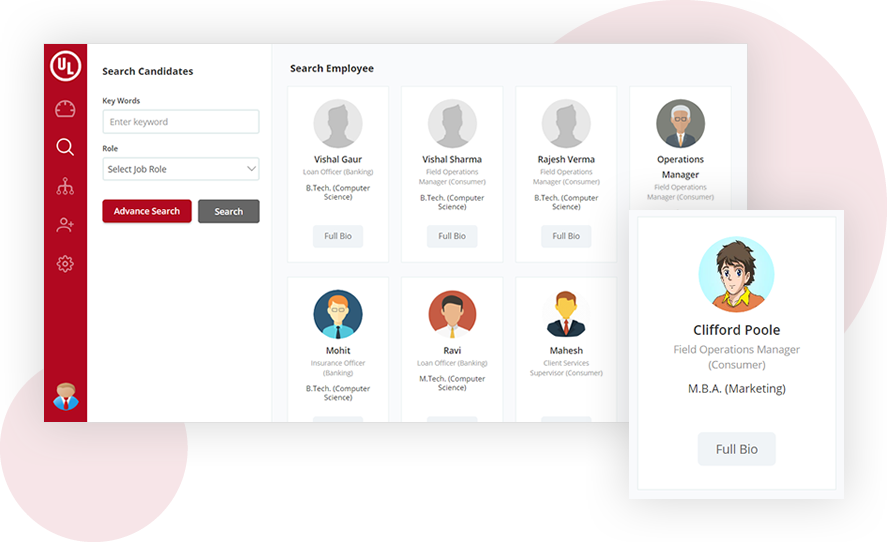 UL
Search Candidates
Key Words
Enter keyword
Role
Select Job Role
Advance Search
Search
Search Employee
Vishal Gaur
Loan Officer (Banking)
B.Tech. (Computer
Science)
Full Bio
Vishal Sharma
Field Operations
Manager (Consumer)
B.Tech. (Computer
Science)
Full Bio
Rajesh Verma
Field Operations
Manager (Consumer)
B.Tech. (Computer
Science)
Full Bio
Operations
Manager
Field Operations
Manager (Consumer)
Mohit
Insurance Officer
(Banking)
B.Tech. (Computer
Science)
Ravi
Loan Officer (Banking)
M.Tech. (Computer
Science)
Mahesh
Client Services
Supervisor (Consumer)
Clifford Poole
Field Operations Manager
(Consumer)
M.B.A. (Marketing)
Full Bio